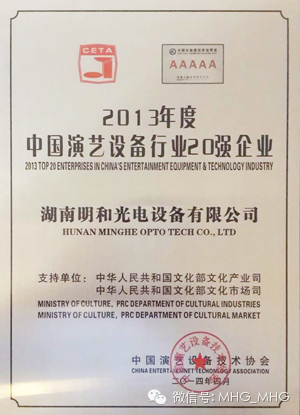 CETA
AAAAA
2013年度
中国演艺设备行业20强企业
2013 TOP 20 ENTERPRISES IN CHINA'S ENTERTAINMENT EQUIPMENT & TECHNOLOGY INDUSTRY
湖南明和光电设备有限公司
HUNAN MINGHE OPTO TECH CO., LTD
支持单位：中华人民共和国文化部文化产业司
中华人民共和国文化部文化市场司
MINISTRY OF CULTURE, PRC DEPARTMENT OF CULTURAL INDUSTRIES
MINISTRY OF CULTURE, PRC DEPARTMENT OF CULTURAL MARKET
中国演艺设备技术协会
CHINA ENTERTAINMENT TECHNOLOGY ASSOCIATION
二〇一四年四月
微信号: MHG_MHG